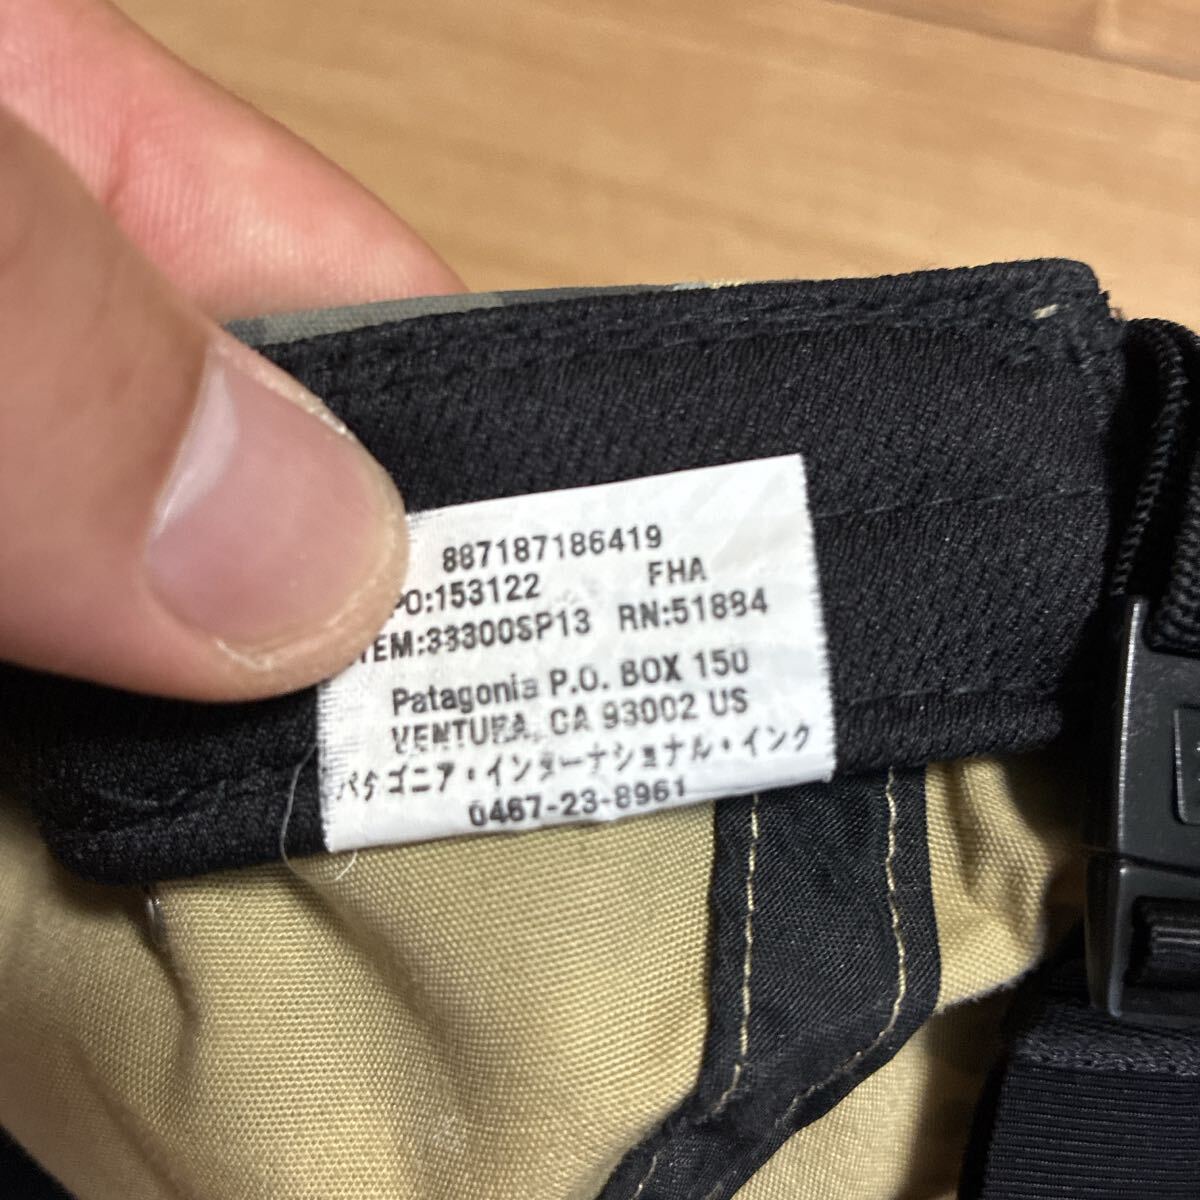 887187186419
PO:153122 FHA
ITEM:33300SP13 RN:51884
Patagonia P.O. BOX 150
VENTURA, CA 93002 US
パタゴニア・インターナショナル・インク
0467-23-8961